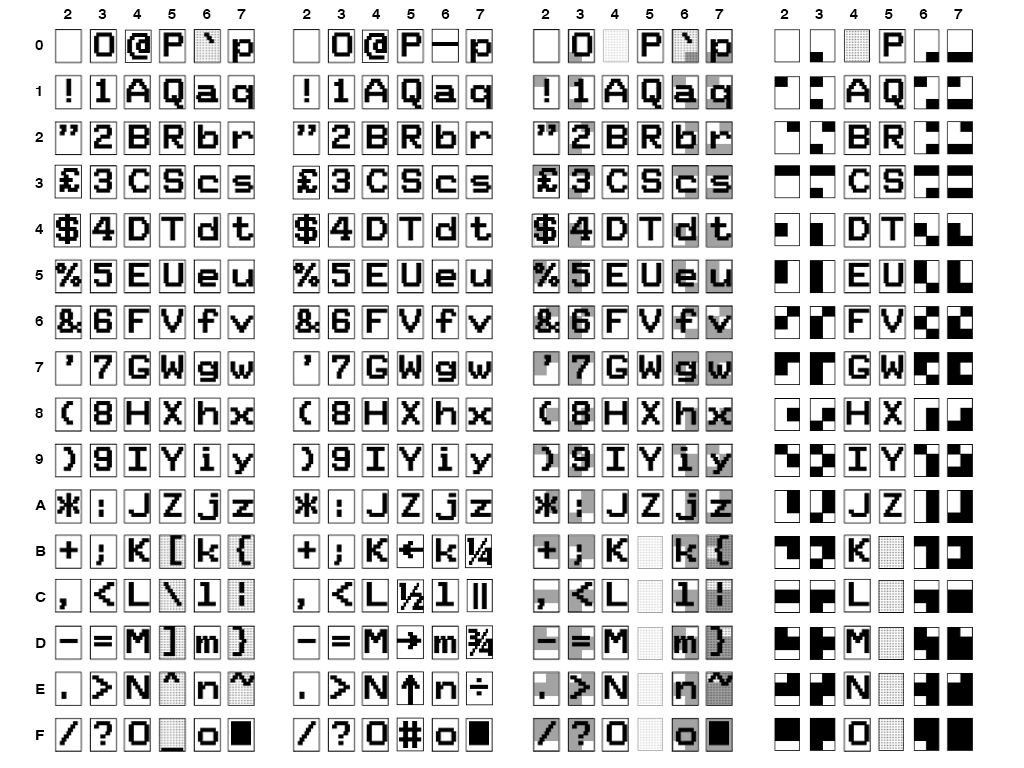 2 3 4 5 6 7 2 3 4 5 6 7 2 3 4 5 6 7 2 3 4 5 6 7
0 0 @ P ` p 0 @ P — p 0 P ` p P
1 ! 1 A Q a q ! 1 A Q a q ! 1 A Q a q A Q
2 " 2 B R b r " 2 B R b r " 2 B R b r B R
3 £ 3 C S c s £ 3 C S c s £ 3 C S c s C S
4 $ 4 D T d t $ 4 D T d t $ 4 D T d t D T
5 % 5 E U e u % 5 E U e u % 5 E U e u E U
6 & 6 F V f v & 6 F V f v & 6 F V f v F V
7 ' 7 G W g w ' 7 G W g w ' 7 G W g w G W
8 ( 8 H X h x ( 8 H X h x ( 8 H X h x H X
9 ) 9 I Y i y ) 9 I Y i y ) 9 I Y i y I Y
A * : J Z j z * : J Z j z * : J Z j z J Z
B + ; K [ k { + ; K ← k ¼ + ; K k { K
C , < L \ l ¦ , < L ½ l ‖ , < L l ¦ L
D - = M ] m } - = M → m ¾ - = M m } M
E . > N ^ n ~ . > N ↑ n ÷ . > N n ~ N
F / ? O _ o ■ / ? O # o ■ / ? O o ■ O